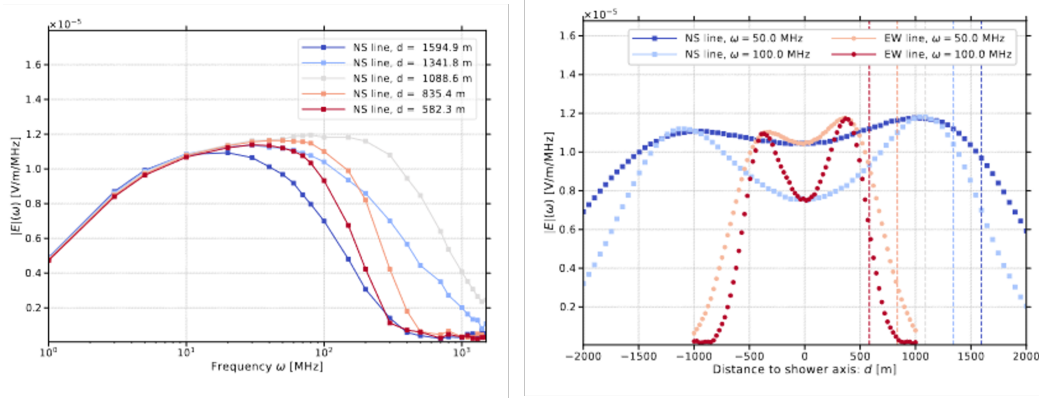 ×10⁻⁵
|E|(ω) [V/m/MHz]
1.6
1.4
1.2
1.0
0.8
0.6
0.4
0.2
NS line, d = 1594.9 m
NS line, d = 1341.8 m
NS line, d = 1088.6 m
NS line, d = 835.4 m
NS line, d = 582.3 m
10⁰ 10¹ 10² 10³
Frequency ω [MHz]
×10⁻⁵
|E|(ω) [V/m/MHz]
1.6
1.4
1.2
1.0
0.8
0.6
0.4
0.2
NS line, ω = 50.0 MHz EW line, ω = 50.0 MHz
NS line, ω = 100.0 MHz EW line, ω = 100.0 MHz
−2000 −1500 −1000 −500 0 500 1000 1500 2000
Distance to shower axis: d [m]